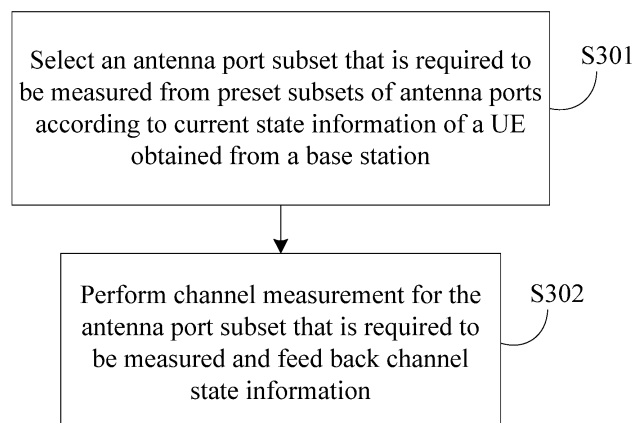 Select an antenna port subset that is required to
be measured from preset subsets of antenna ports
according to current state information of a UE
obtained from a base station
S301
Perform channel measurement for the
antenna port subset that is required to
be measured and feed back channel
state information
S302